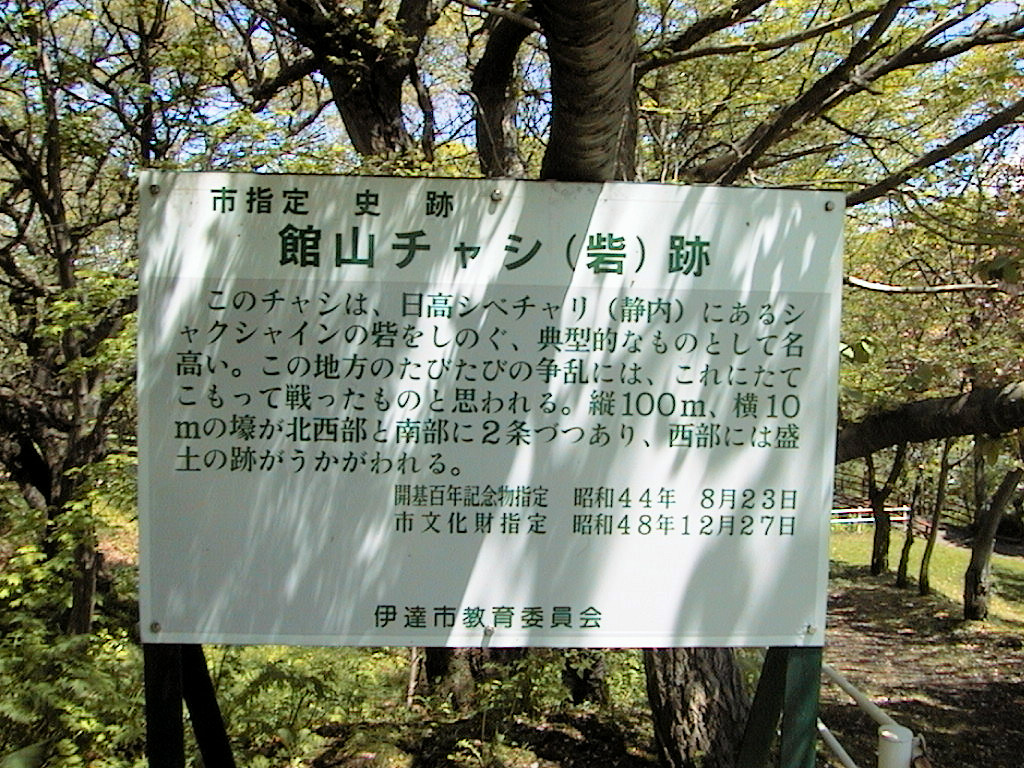 市指定 史 跡
館山チャシ(砦)跡
このチャシは、日高シベチャリ(静内)にあるシ
ャクシャインの砦をしのぐ、典型的なものとして名
高い。この地方のたびたびの争乱には、これにたて
こもって戦ったものと思われる。縦100m、横10
mの壕が北西部と南部に2条づつあり、西部には盛
土の跡がうかがわれる。
開基百年記念物指定 昭和44年 8月23日
市文化財指定 昭和48年12月27日
伊達市教育委員会